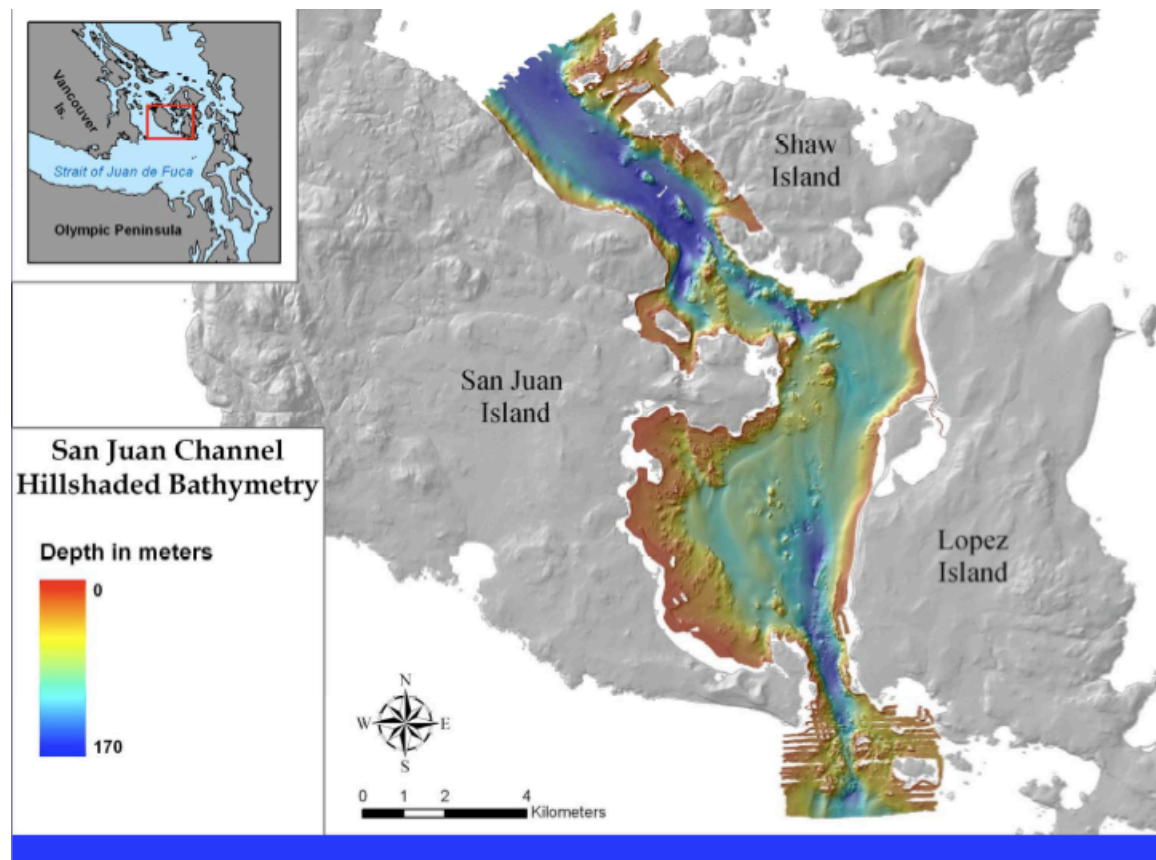 Vancouver
Is.
Strait of Juan de Fuca
Olympic Peninsula
Shaw
Island
San Juan
Island
Lopez
Island
San Juan Channel
Hillshaded Bathymetry
Depth in meters
0
170
N
W E
S
0 1 2 4
Kilometers